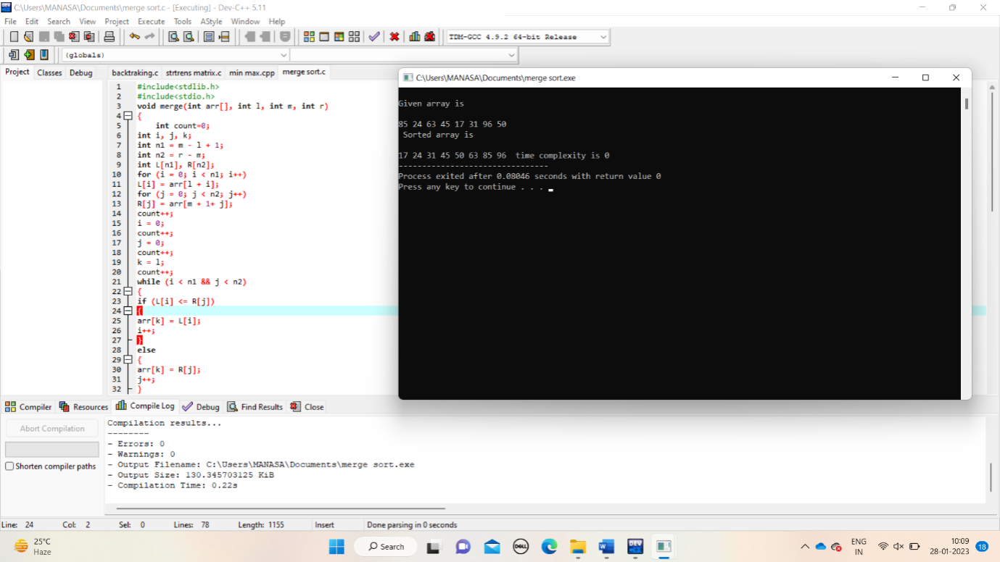 C:\Users\MANASA\Documents\merge sort.c - [Executing] - Dev-C++ 5.11
File Edit Search View Project Execute Tools AStyle Window Help
TDM-GCC 4.9.2 64-bit Release
(globals)
Project Classes Debug
backtraking.c strtrens matrix.c min max.cpp merge sort.c
1 #include<stdlib.h>
2 #include<stdio.h>
3 void merge(int arr[], int l, int m, int r)
4 {
5 int count=0;
6 int i, j, k;
7 int n1 = m - l + 1;
8 int n2 = r - m;
9 int L[n1], R[n2];
10 for (i = 0; i < n1; i++)
11 L[i] = arr[l + i];
12 for (j = 0; j < n2; j++)
13 R[j] = arr[m + 1+ j];
14 count++;
15 i = 0;
16 count++;
17 j = 0;
18 count++;
19 k = l;
20 count++;
21 while (i < n1 && j < n2)
22 {
23 if (L[i] <= R[j])
24 {
25 arr[k] = L[i];
26 i++;
27 }
28 else
29 {
30 arr[k] = R[j];
31 j++;
32 }
C:\Users\MANASA\Documents\merge sort.exe
Given array is
85 24 63 45 17 31 96 50
Sorted array is
17 24 31 45 50 63 85 96 time complexity is 0
--------------------------------
Process exited after 0.08046 seconds with return value 0
Press any key to continue . . .
Compiler Resources Compile Log Debug Find Results Close
Abort Compilation
Shorten compiler paths
Compilation results...
--------
- Errors: 0
- Warnings: 0
- Output Filename: C:\Users\MANASA\Documents\merge sort.exe
- Output Size: 130.345703125 KiB
- Compilation Time: 0.22s
Line: 24 Col: 2 Sel: 0 Lines: 78 Length: 1155 Insert Done parsing in 0 seconds
25°C
Haze
Search
DELL
DEV
ENG
IN
10:09
28-01-2023
18